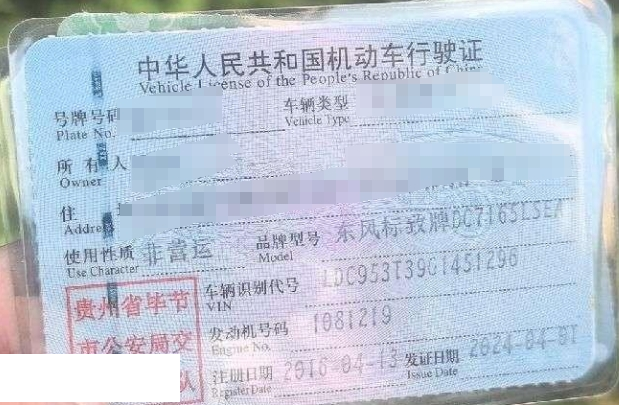 中华人民共和国机动车行驶证
Vehicle License of the People's Republic of China
号牌号码
Plate No.
车辆类型
Vehicle Type
所有人
Owner
住
Address
使用性质 非营运
Use Character
品牌型号 东风标致牌DC7165LSEA
Model
车辆识别代号 LDC953T39G1451296
VIN
发动机号码 1081219
Engine No.
注册日期 2016-04-13
Register Date
发证日期 2024-04-01
Issue Date
贵州省毕节
市公安局交
队